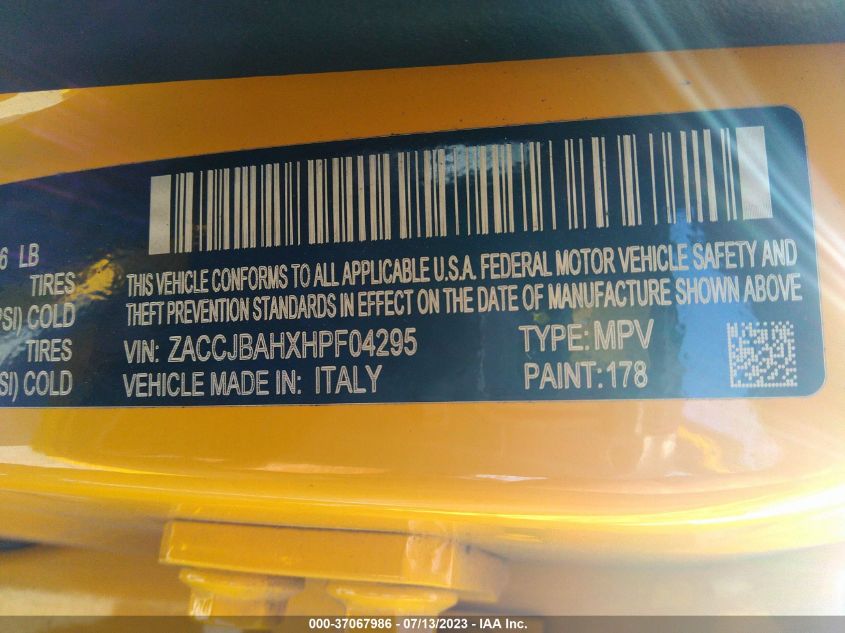 6 LB
TIRES
PSI) COLD
TIRES
SI) COLD
THIS VEHICLE CONFORMS TO ALL APPLICABLE U.S.A. FEDERAL MOTOR VEHICLE SAFETY AND
THEFT PREVENTION STANDARDS IN EFFECT ON THE DATE OF MANUFACTURE SHOWN ABOVE
VIN: ZACCJBAHXHPF04295 TYPE: MPV
VEHICLE MADE IN: ITALY PAINT: 178
000-37067986 - 07/13/2023 - IAA Inc.